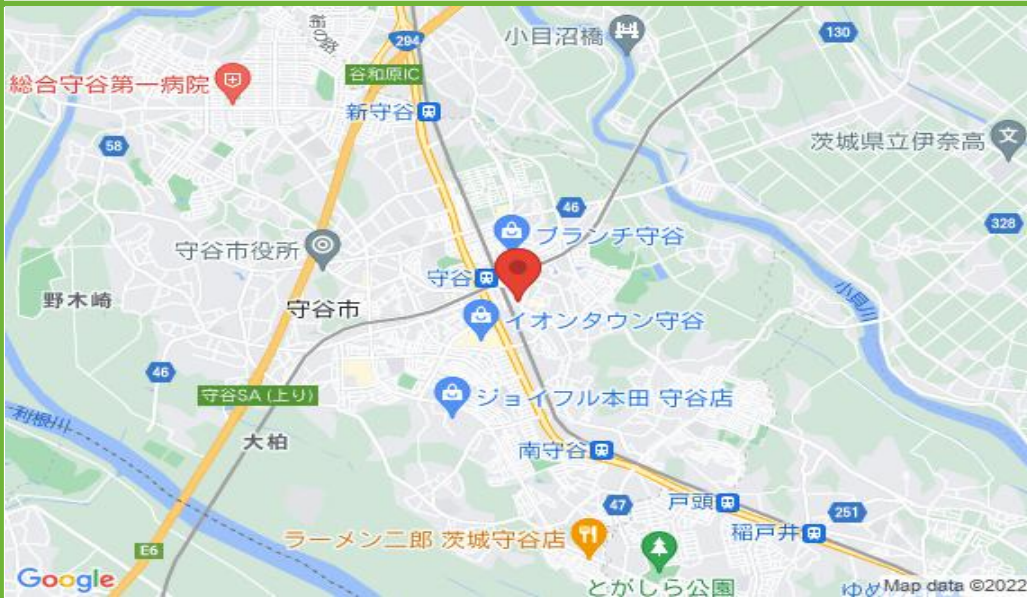 294
小目沼橋
130
総合守谷第一病院
谷和原IC
新守谷
58
茨城県立伊奈高
46
328
ブランチ守谷
守谷市役所
守谷
小貝川
野木崎
守谷市
イオンタウン守谷
46
守谷SA (上り)
ジョイフル本田 守谷店
利根川
大柏
南守谷
47
戸頭
251
稲戸井
ラーメン二郎 茨城守谷店
E6
Google
とがしら公園
ゆめ
Map data ©2022